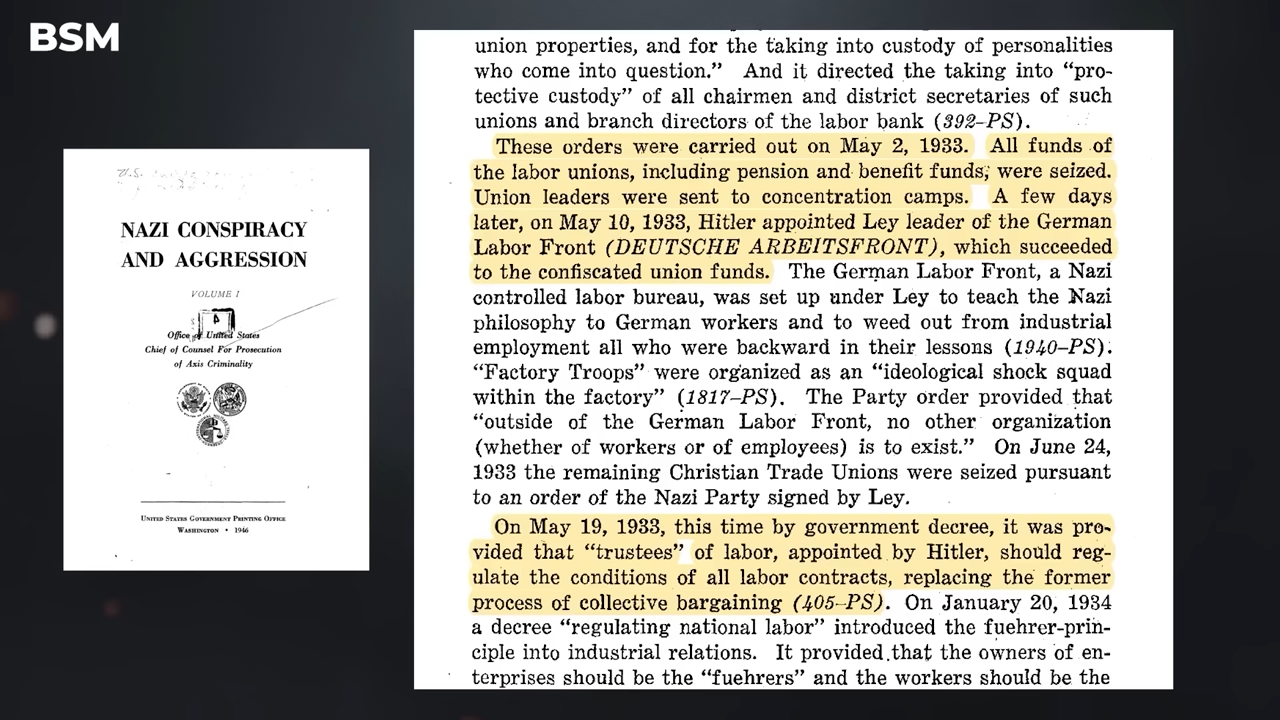 BSM
NAZI CONSPIRACY
AND AGGRESSION
VOLUME I
Office of United States
Chief of Counsel For Prosecution
of Axis Criminality
UNITED STATES GOVERNMENT PRINTING OFFICE
WASHINGTON • 1946
union properties, and for the taking into custody of personalities
who come into question.” And it directed the taking into “pro-
tective custody” of all chairmen and district secretaries of such
unions and branch directors of the labor bank (392–PS).
These orders were carried out on May 2, 1933. All funds of
the labor unions, including pension and benefit funds, were seized.
Union leaders were sent to concentration camps. A few days
later, on May 10, 1933, Hitler appointed Ley leader of the German
Labor Front (DEUTSCHE ARBEITSFRONT), which succeeded
to the confiscated union funds. The German Labor Front, a Nazi
controlled labor bureau, was set up under Ley to teach the Nazi
philosophy to German workers and to weed out from industrial
employment all who were backward in their lessons (1940–PS).
“Factory Troops” were organized as an “ideological shock squad
within the factory” (1817–PS). The Party order provided that
“outside of the German Labor Front, no other organization
(whether of workers or of employees) is to exist.” On June 24,
1933 the remaining Christian Trade Unions were seized pursuant
to an order of the Nazi Party signed by Ley.
On May 19, 1933, this time by government decree, it was pro-
vided that “trustees” of labor, appointed by Hitler, should reg-
ulate the conditions of all labor contracts, replacing the former
process of collective bargaining (405–PS). On January 20, 1934
a decree “regulating national labor” introduced the fuehrer-prin-
ciple into industrial relations. It provided that the owners of en-
terprises should be the “fuehrers” and the workers should be the